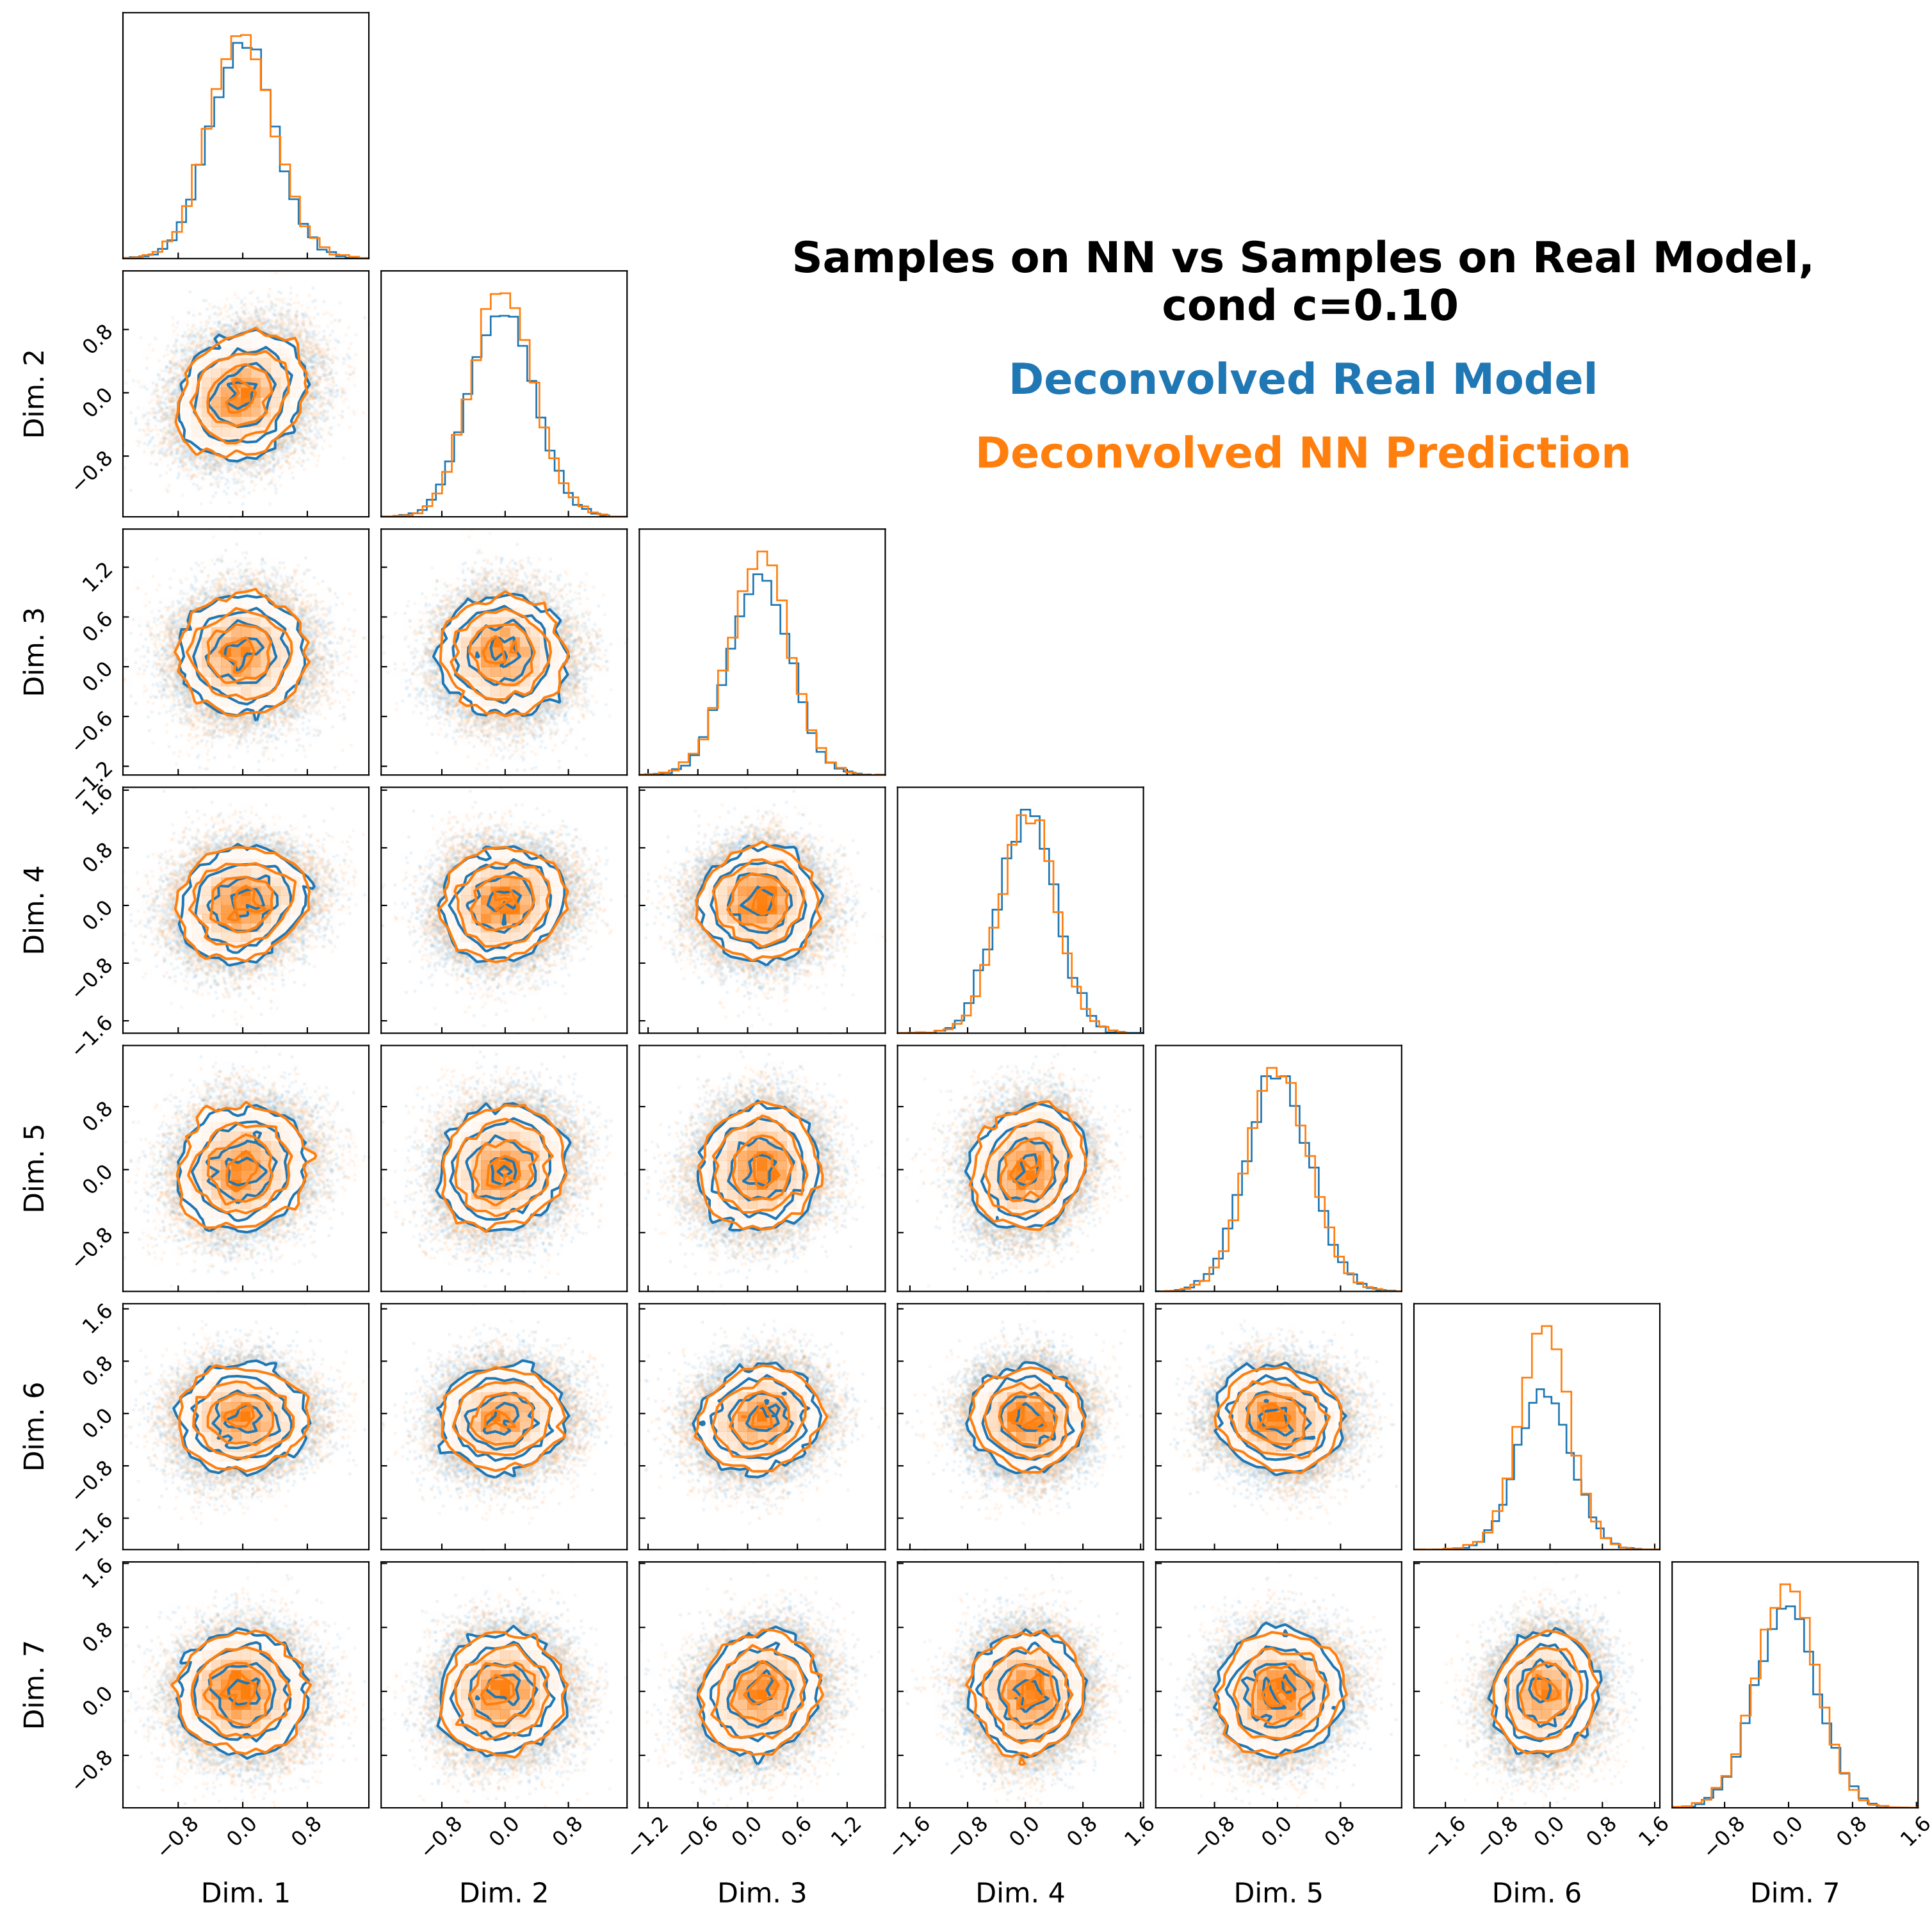 Samples on NN vs Samples on Real Model,
cond c=0.10
Deconvolved Real Model
Deconvolved NN Prediction
Dim. 2
0.8
0.0
−0.8
Dim. 3
1.2
0.6
0.0
−0.6
−1.2
Dim. 4
1.6
0.8
0.0
−0.8
−1.6
Dim. 5
0.8
0.0
−0.8
Dim. 6
1.6
0.8
0.0
−0.8
−1.6
Dim. 7
1.6
0.8
0.0
−0.8
−0.8 0.0 0.8 −0.8 0.0 0.8 −1.2 −0.6 0.0 0.6 1.2 −1.6 −0.8 0.0 0.8 1.6 −0.8 0.0 0.8 −1.6 −0.8 0.0 0.8 1.6 −0.8 0.0 0.8 1.6
Dim. 1 Dim. 2 Dim. 3 Dim. 4 Dim. 5 Dim. 6 Dim. 7